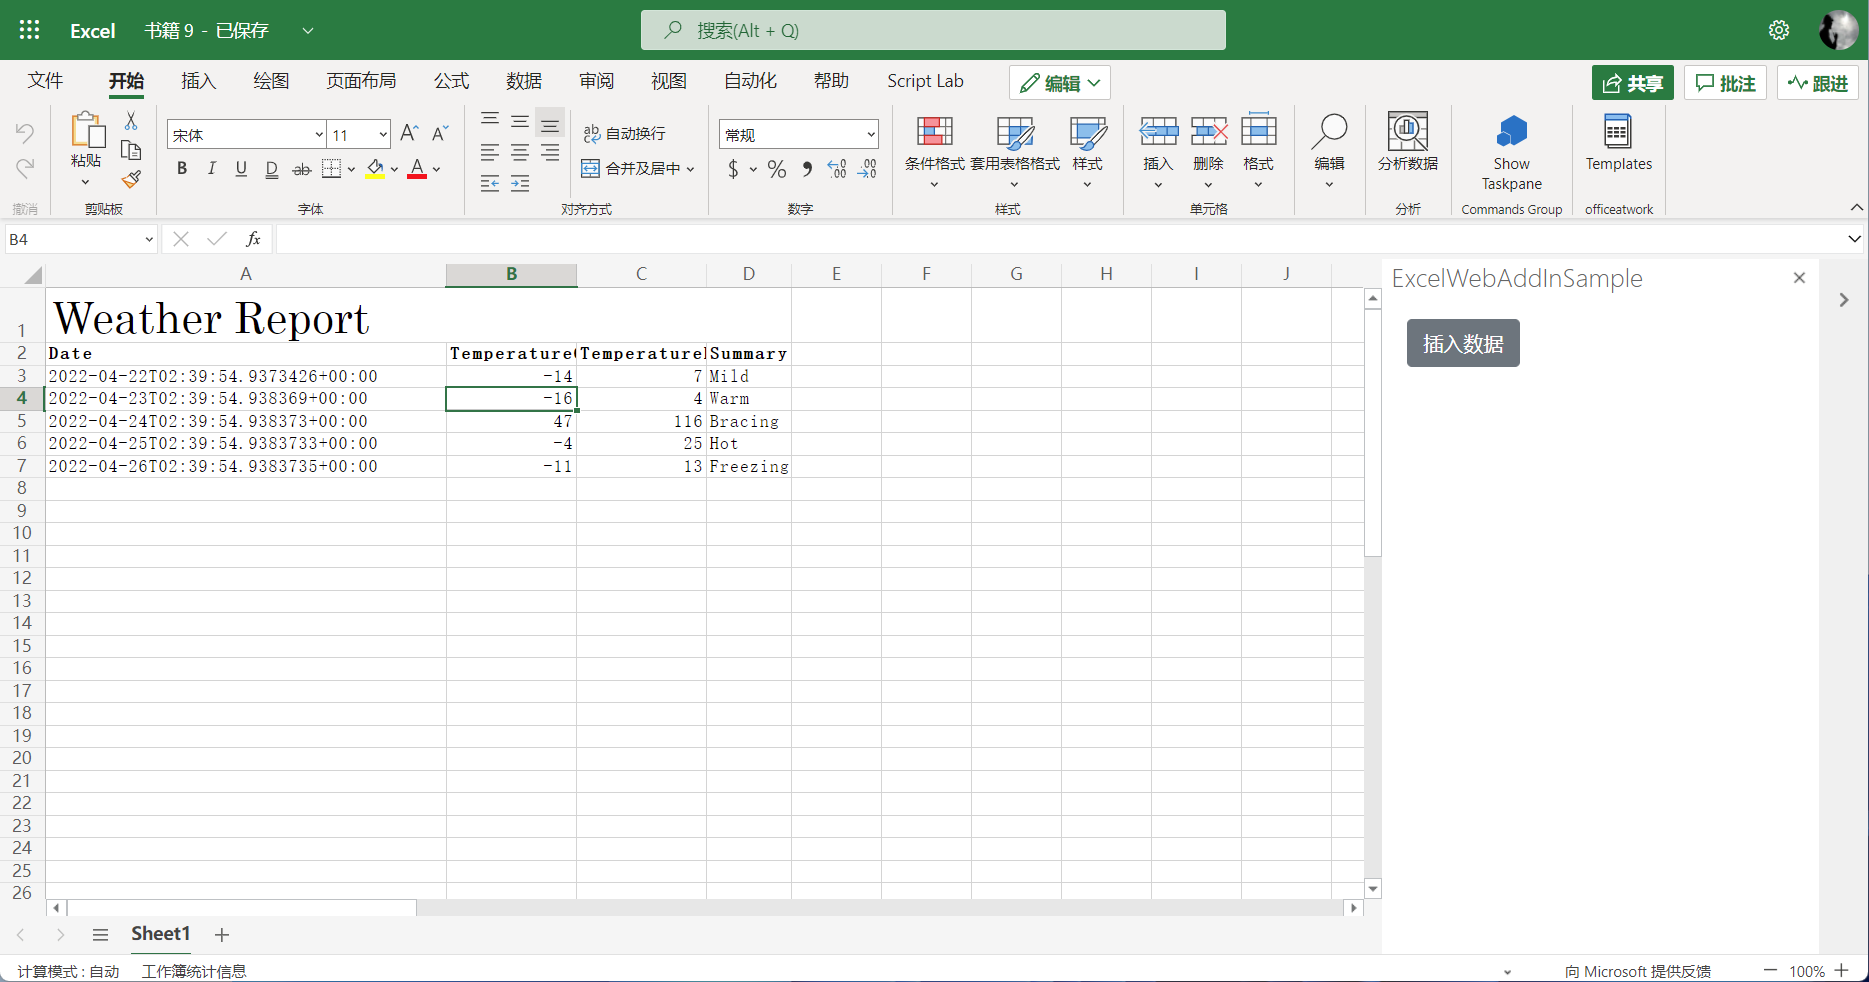 Excel 书籍 9 - 已保存
搜索(Alt + Q)
文件 开始 插入 绘图 页面布局 公式 数据 审阅 视图 自动化 帮助 Script Lab 编辑 共享 批注 跟进
粘贴 宋体 11 自动换行 常规 条件格式 套用表格格式 样式 插入 删除 格式 编辑 分析数据 Show Taskpane Templates
B I U D ab 合并及居中 $ %
撤消 剪贴板 字体 对齐方式 数字 样式 单元格 分析 Commands Group officeatwork
B4 fx
A B C D E F G H I J
1 Weather Report
2 Date Temperature Temperature Summary
3 2022-04-22T02:39:54.9373426+00:00 -14 7 Mild
4 2022-04-23T02:39:54.938369+00:00 -16 4 Warm
5 2022-04-24T02:39:54.938373+00:00 47 116 Bracing
6 2022-04-25T02:39:54.9383733+00:00 -4 25 Hot
7 2022-04-26T02:39:54.9383735+00:00 -11 13 Freezing
8
9
10
11
12
13
14
15
16
17
18
19
20
21
22
23
24
25
26
ExcelWebAddInSample
插入数据
Sheet1
计算模式 : 自动 工作簿统计信息 向 Microsoft 提供反馈 100%